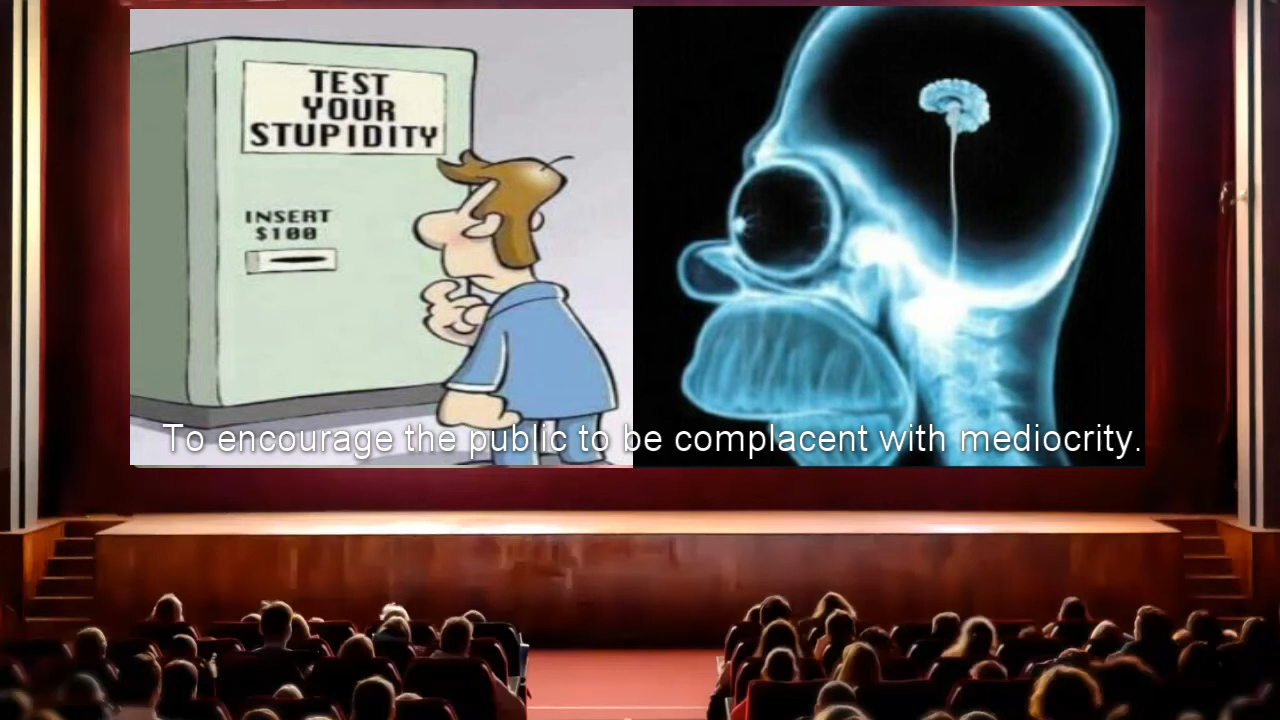 TEST
YOUR
STUPIDITY
INSERT
$100
To encourage the public to be complacent with mediocrity.